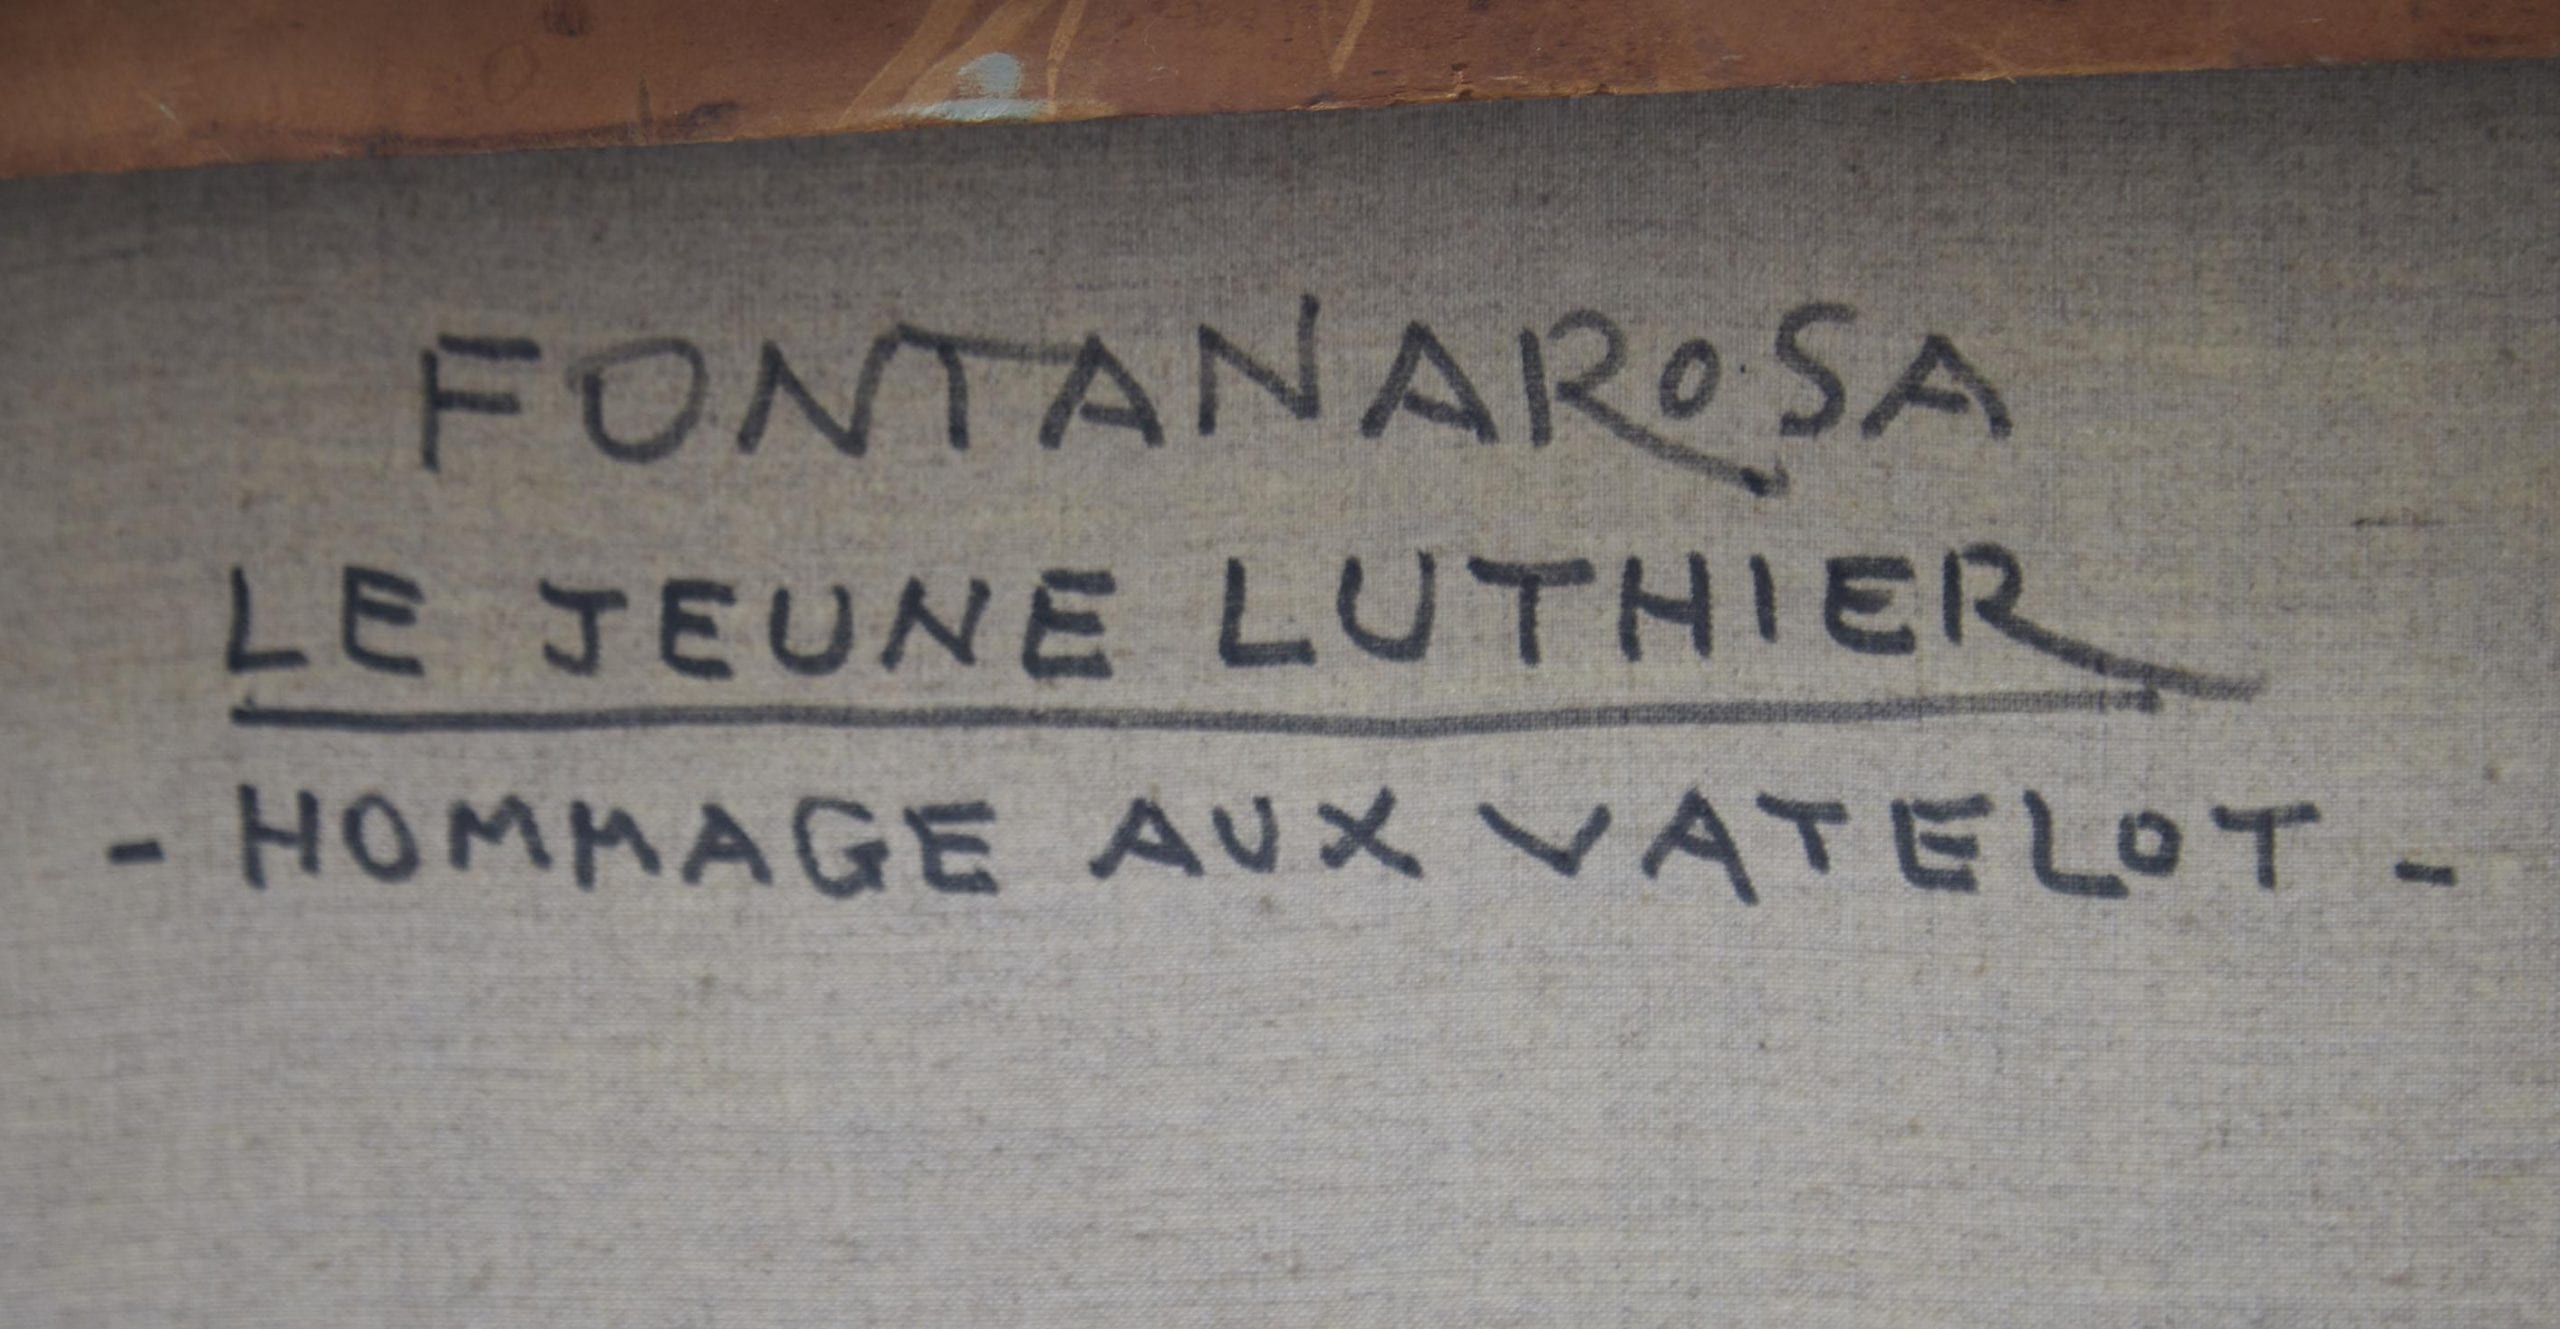 FONTANAROSA
LE JEUNE LUTHIER
- HOMMAGE AUX VATELOT -